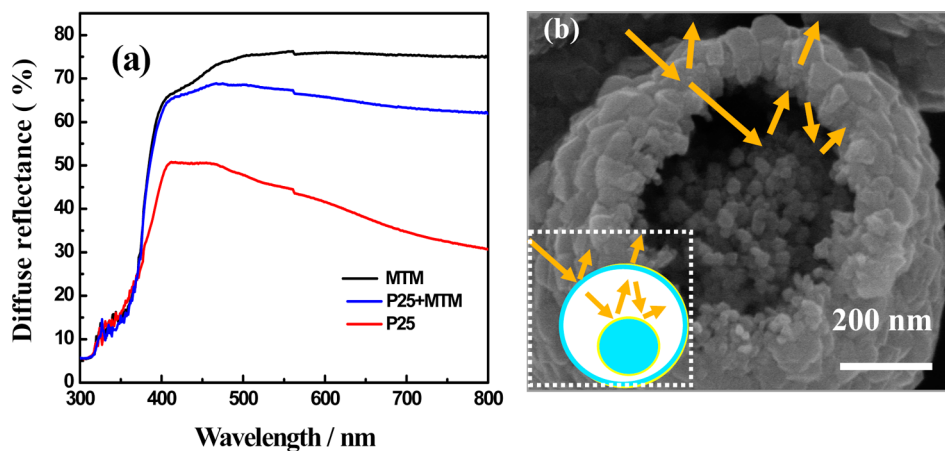 (a)
Diffuse reflectance ( %)
80
70
60
50
40
30
20
10
0
MTM
P25+MTM
P25
300 400 500 600 700 800
Wavelength / nm
(b)
200 nm